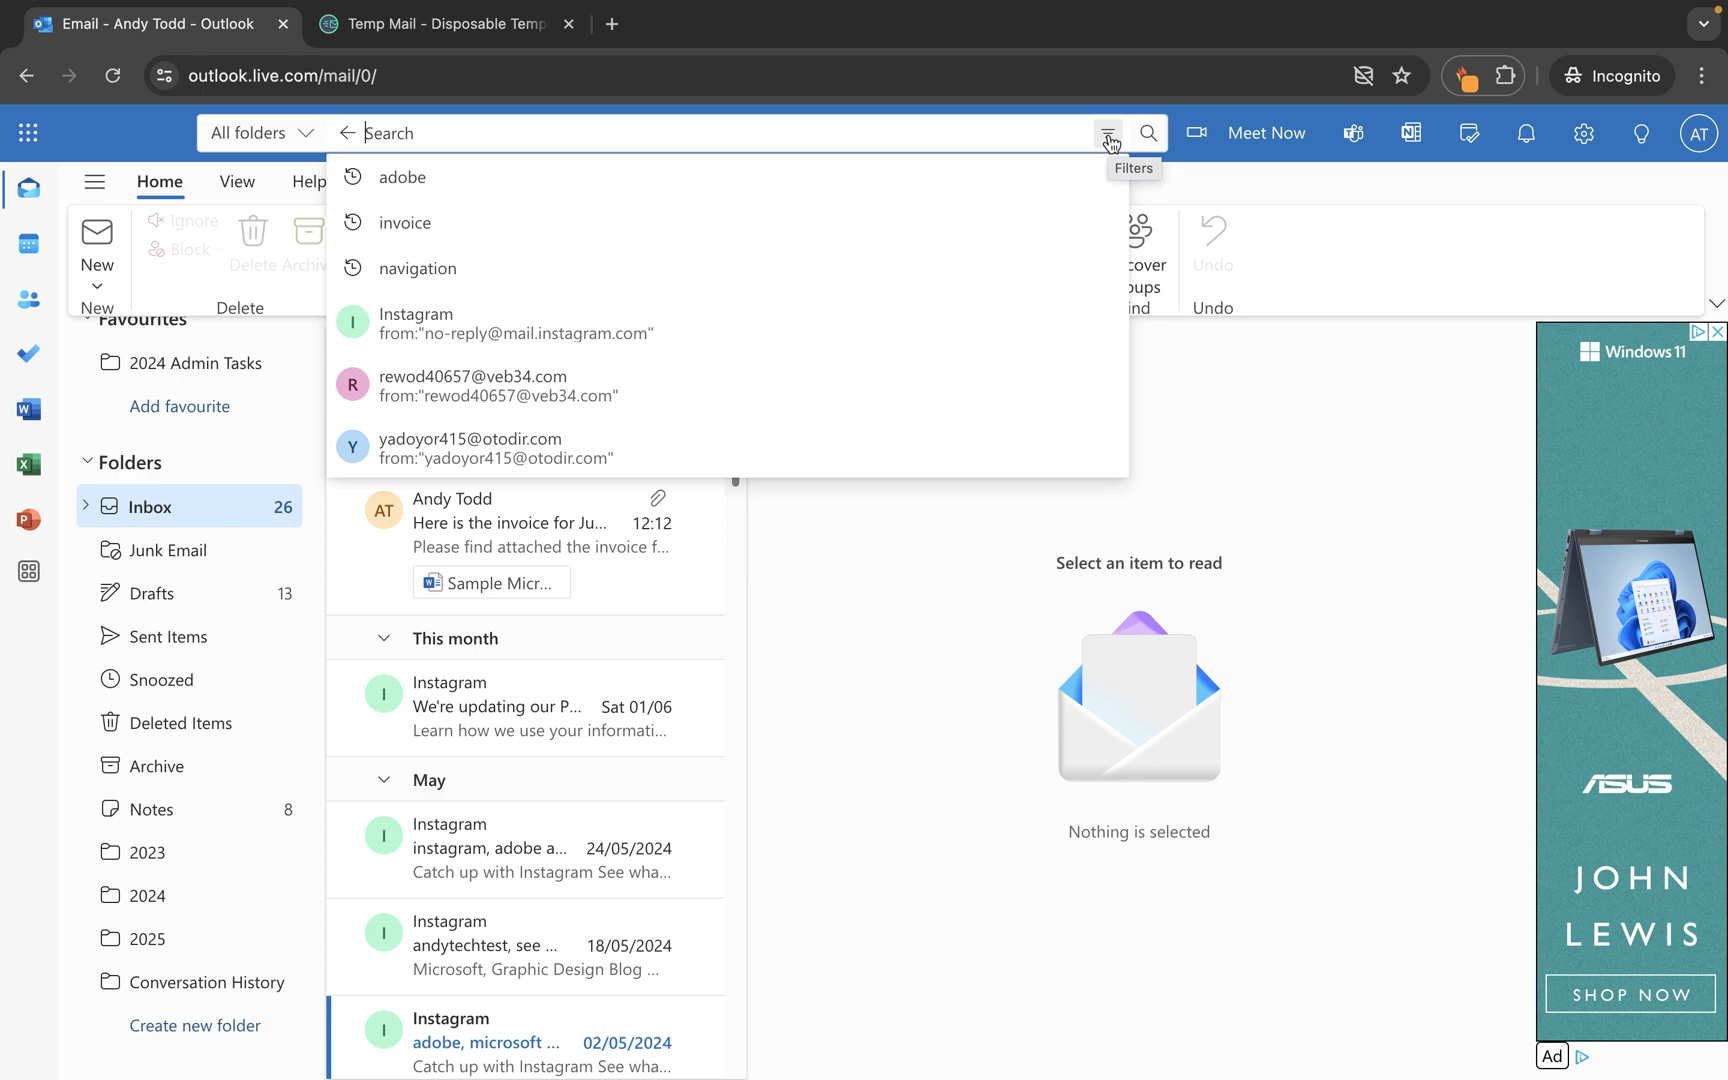 Email - Andy Todd - Outlook
Temp Mail - Disposable Temp
outlook.live.com/mail/0/
Incognito
All folders
Search
Meet Now
AT
Filters
Home View Help
adobe
invoice
navigation
Instagram
from:"no-reply@mail.instagram.com"
R
rewod40657@veb34.com
from:"rewod40657@veb34.com"
Y
yadoyor415@otodir.com
from:"yadoyor415@otodir.com"
New
New
Ignore
Block
Delete Archiv
Delete
cover
oups
ind
Undo
Undo
Favourites
2024 Admin Tasks
Add favourite
Folders
Inbox 26
Junk Email
Drafts 13
Sent Items
Snoozed
Deleted Items
Archive
Notes 8
2023
2024
2025
Conversation History
Create new folder
AT
Andy Todd
Here is the invoice for Ju... 12:12
Please find attached the invoice f...
Sample Micr...
This month
I
Instagram
We're updating our P... Sat 01/06
Learn how we use your informati...
May
I
Instagram
instagram, adobe a... 24/05/2024
Catch up with Instagram See wha...
I
Instagram
andytechtest, see ... 18/05/2024
Microsoft, Graphic Design Blog ...
I
Instagram
adobe, microsoft ... 02/05/2024
Catch up with Instagram See wha...
Select an item to read
Nothing is selected
Windows 11
ASUS
JOHN
LEWIS
SHOP NOW
Ad